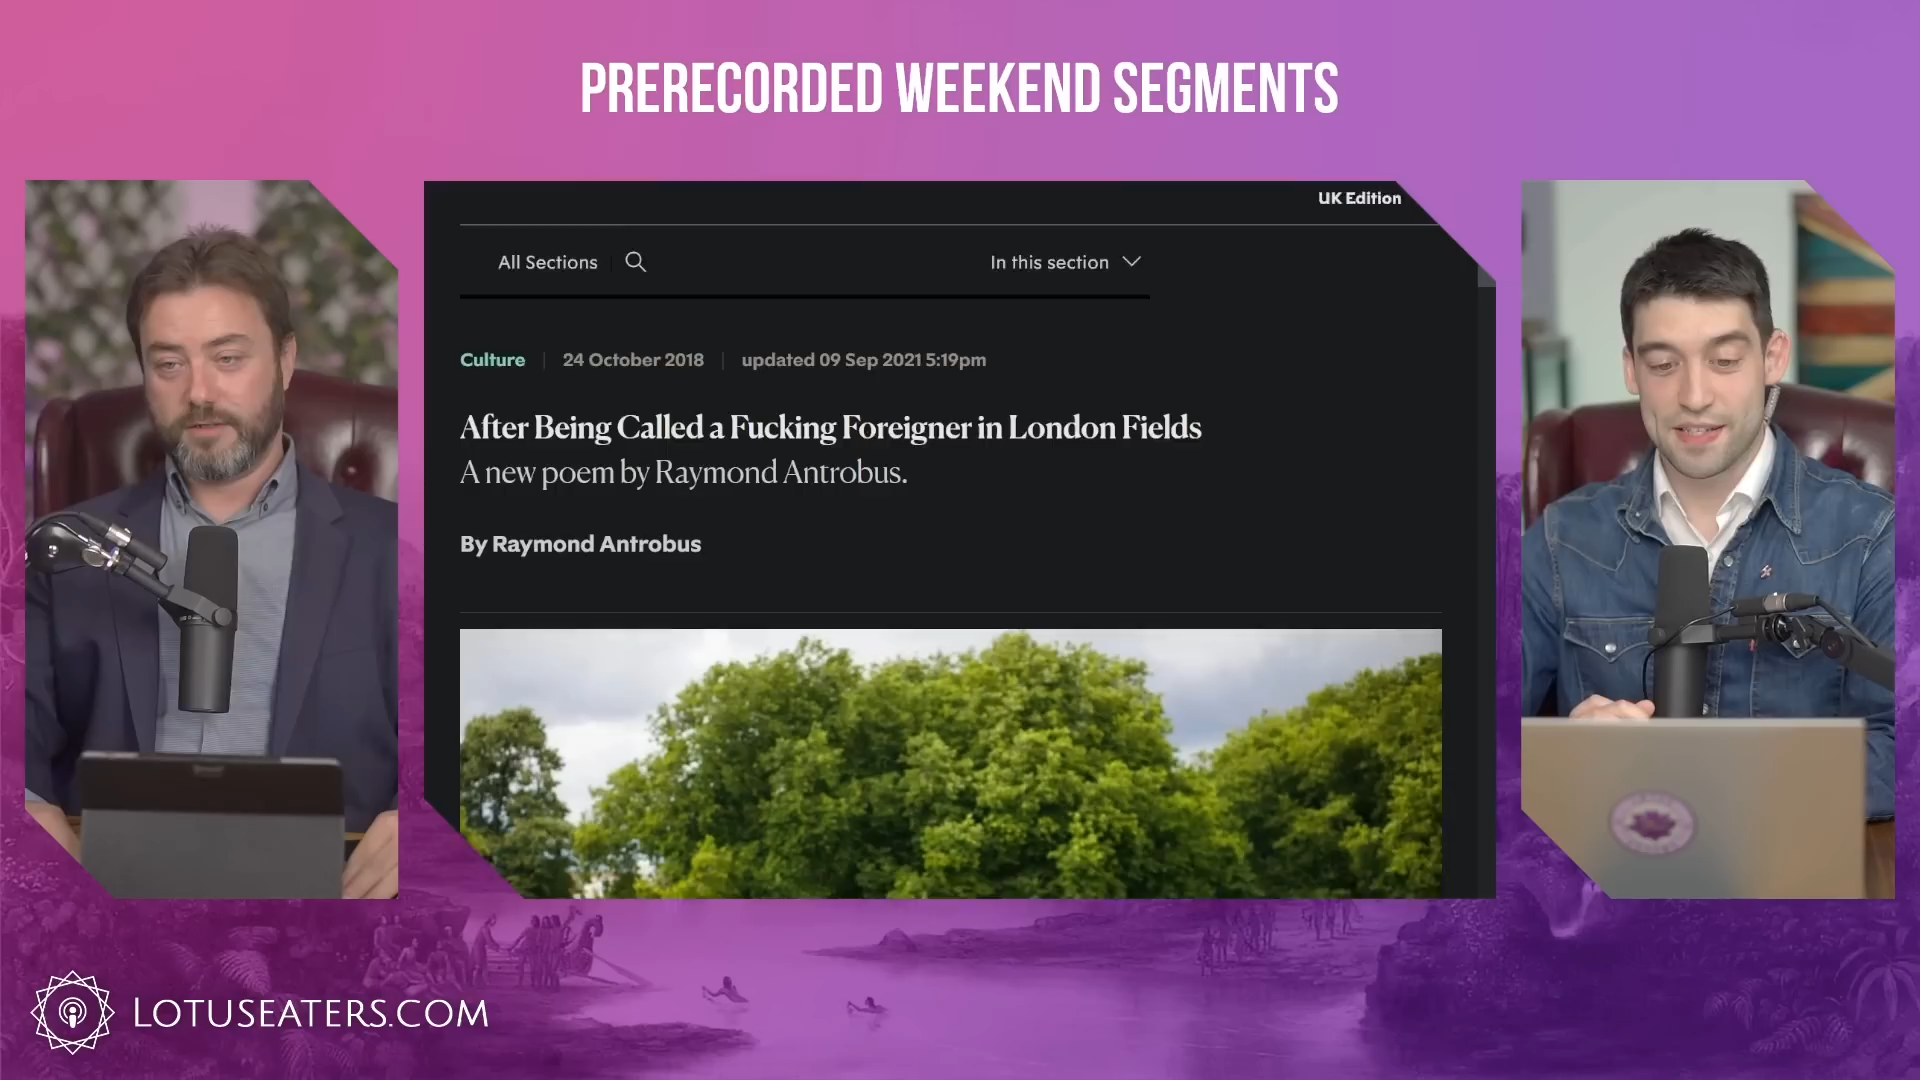 PRERECORDED WEEKEND SEGMENTS
UK Edition
All Sections
In this section
Culture | 24 October 2018 | updated 09 Sep 2021 5:19pm
After Being Called a Fucking Foreigner in London Fields
A new poem by Raymond Antrobus.
By Raymond Antrobus
LOTUSEATERS.COM